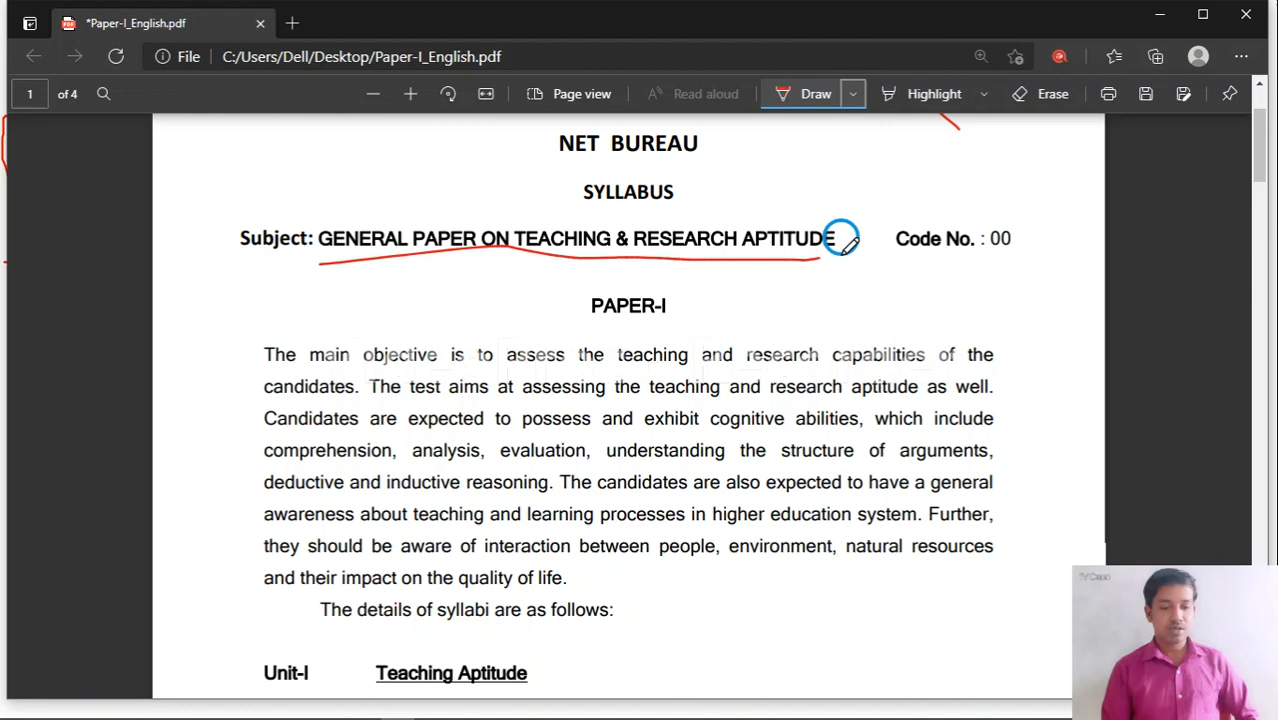 *Paper-I_English.pdf
File C:/Users/Dell/Desktop/Paper-I_English.pdf
1 of 4 Page view Read aloud Draw Highlight Erase
NET BUREAU
SYLLABUS
Subject: GENERAL PAPER ON TEACHING & RESEARCH APTITUDE Code No. : 00
PAPER-I
The main objective is to assess the teaching and research capabilities of the
candidates. The test aims at assessing the teaching and research aptitude as well.
Candidates are expected to possess and exhibit cognitive abilities, which include
comprehension, analysis, evaluation, understanding the structure of arguments,
deductive and inductive reasoning. The candidates are also expected to have a general
awareness about teaching and learning processes in higher education system. Further,
they should be aware of interaction between people, environment, natural resources
and their impact on the quality of life.
The details of syllabi are as follows:
Unit-I Teaching Aptitude